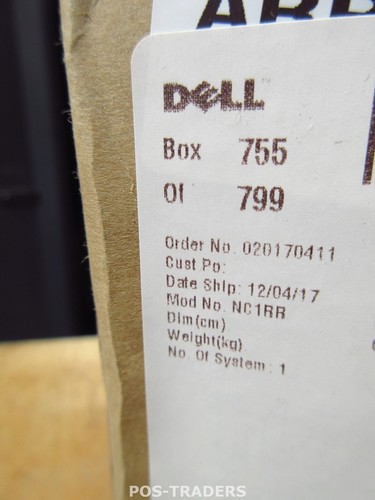 DELL
Box 755
Of 799
Order No. 020170411
Cust Po:
Date Ship: 12/04/17
Mod No. NC1RR
Dim(cm)
Weight(kg)
No. Of System : 1
POS-TRADERS